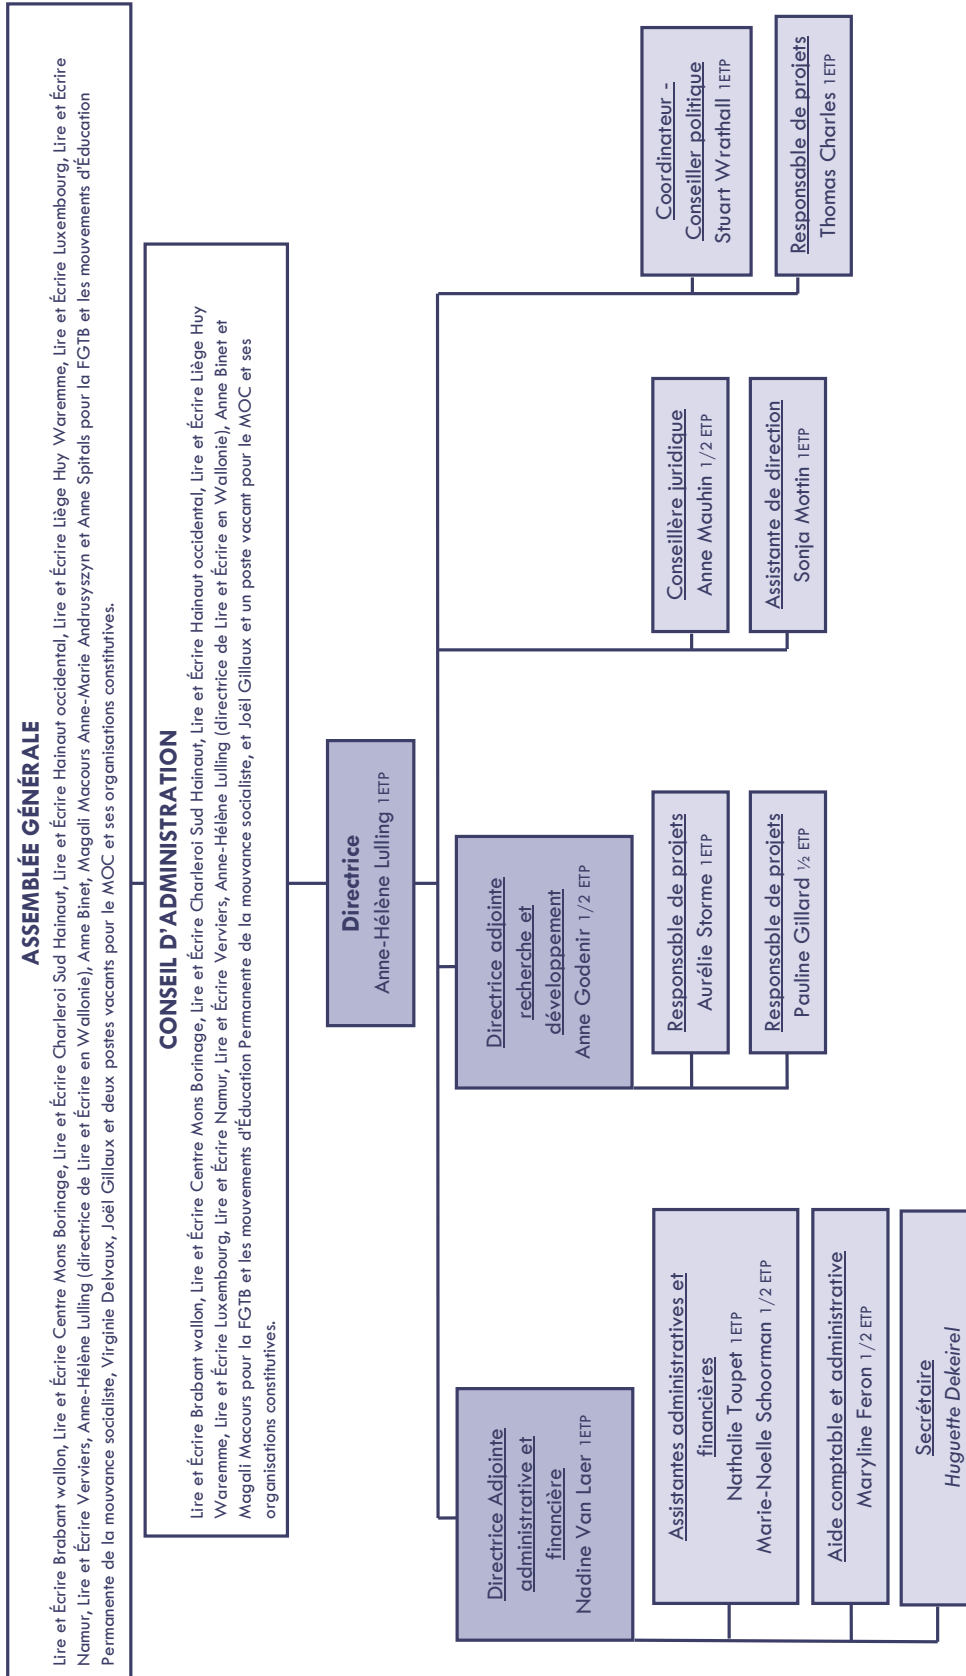 ASSEMBLÉE GÉNÉRALE
Lire et Écrire Brabant wallon, Lire et Écrire Centre Mons Borinage, Lire et Écrire Charleroi Sud Hainaut, Lire et Écrire Hainaut occidental, Lire et Écrire Liège Huy Waremme, Lire et Écrire Luxembourg, Lire et Écrire
Namur, Lire et Écrire Verviers, Anne-Hélène Lulling (directrice de Lire et Écrire en Wallonie), Anne Binet, Magali Macours Anne-Marie Andrusyszyn et Anne Spitals pour la FGTB et les mouvements d'Éducation
Permanente de la mouvance socialiste, Virginie Delvaux, Joël Gillaux et deux postes vacants pour le MOC et ses organisations constitutives.
CONSEIL D'ADMINISTRATION
Lire et Écrire Brabant wallon, Lire et Écrire Centre Mons Borinage, Lire et Écrire Charleroi Sud Hainaut, Lire et Écrire Hainaut occidental, Lire et Écrire Liège Huy
Waremme, Lire et Écrire Luxembourg, Lire et Écrire Namur, Lire et Écrire Verviers, Anne-Hélène Lulling (directrice de Lire et Écrire en Wallonie), Anne Binet et
Magali Macours pour la FGTB et les mouvements d'Éducation Permanente de la mouvance socialiste, et Joël Gillaux et un poste vacant pour le MOC et ses
organisations constitutives.
Directrice
Anne-Hélène Lulling 1ETP
Directrice Adjointe
administrative et
financière
Nadine Van Laer 1ETP
Assistantes administratives et
financières
Nathalie Toupet 1ETP
Marie-Noelle Schoorman 1/2 ETP
Aide comptable et administrative
Maryline Feron 1/2 ETP
Secrétaire
Huguette Dekeirel
Directrice adjointe
recherche et
développement
Anne Godenir 1/2 ETP
Responsable de projets
Aurélie Storme 1ETP
Responsable de projets
Pauline Gillard ½ ETP
Conseillère juridique
Anne Mauhin 1/2 ETP
Assistante de direction
Sonja Mottin 1ETP
Coordinateur -
Conseiller politique
Stuart Wrathall 1ETP
Responsable de projets
Thomas Charles 1ETP